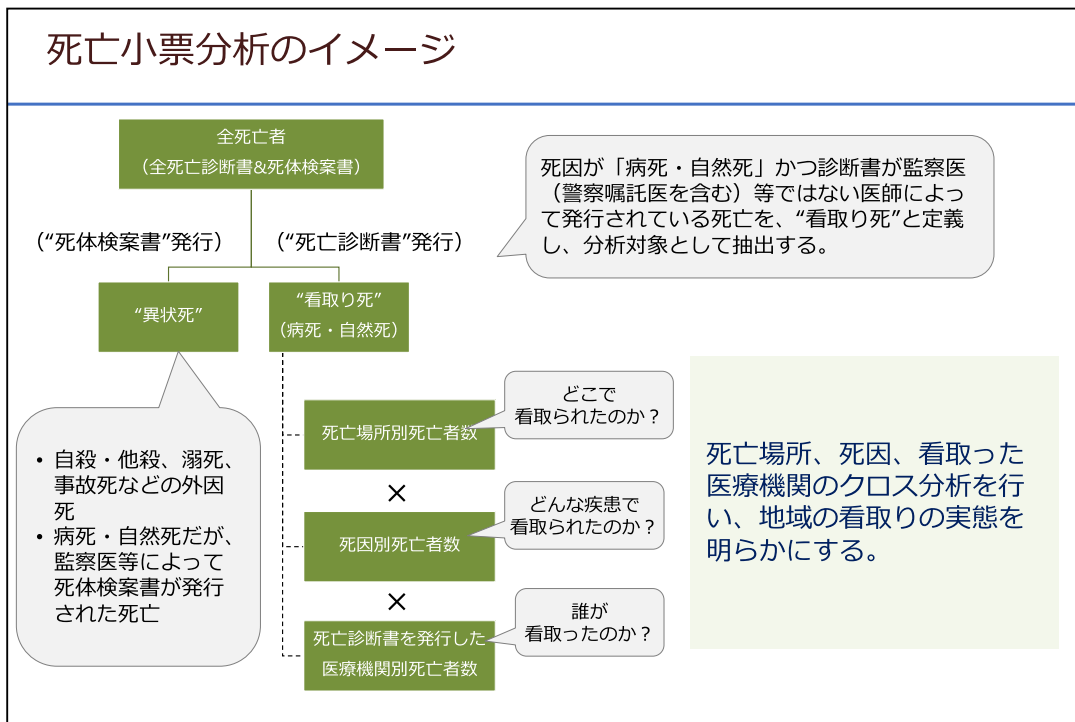 死亡小票分析のイメージ
全死亡者
（全死亡診断書&死体検案書）
死因が「病死・自然死」かつ診断書が監察医
（警察嘱託医を含む）等ではない医師によっ
て発行されている死亡を、“看取り死”と定義
し、分析対象として抽出する。
（“死体検案書”発行）
（“死亡診断書”発行）
“異状死”
“看取り死”
（病死・自然死）
• 自殺・他殺、溺死、
事故死などの外因
死
• 病死・自然死だが、
監察医等によって
死体検案書が発行
された死亡
どこで
看取られたのか？
死亡場所別死亡者数
×
どんな疾患で
看取られたのか？
死因別死亡者数
×
誰が
看取ったのか？
死亡診断書を発行した
医療機関別死亡者数
死亡場所、死因、看取った
医療機関のクロス分析を行
い、地域の看取りの実態を
明らかにする。